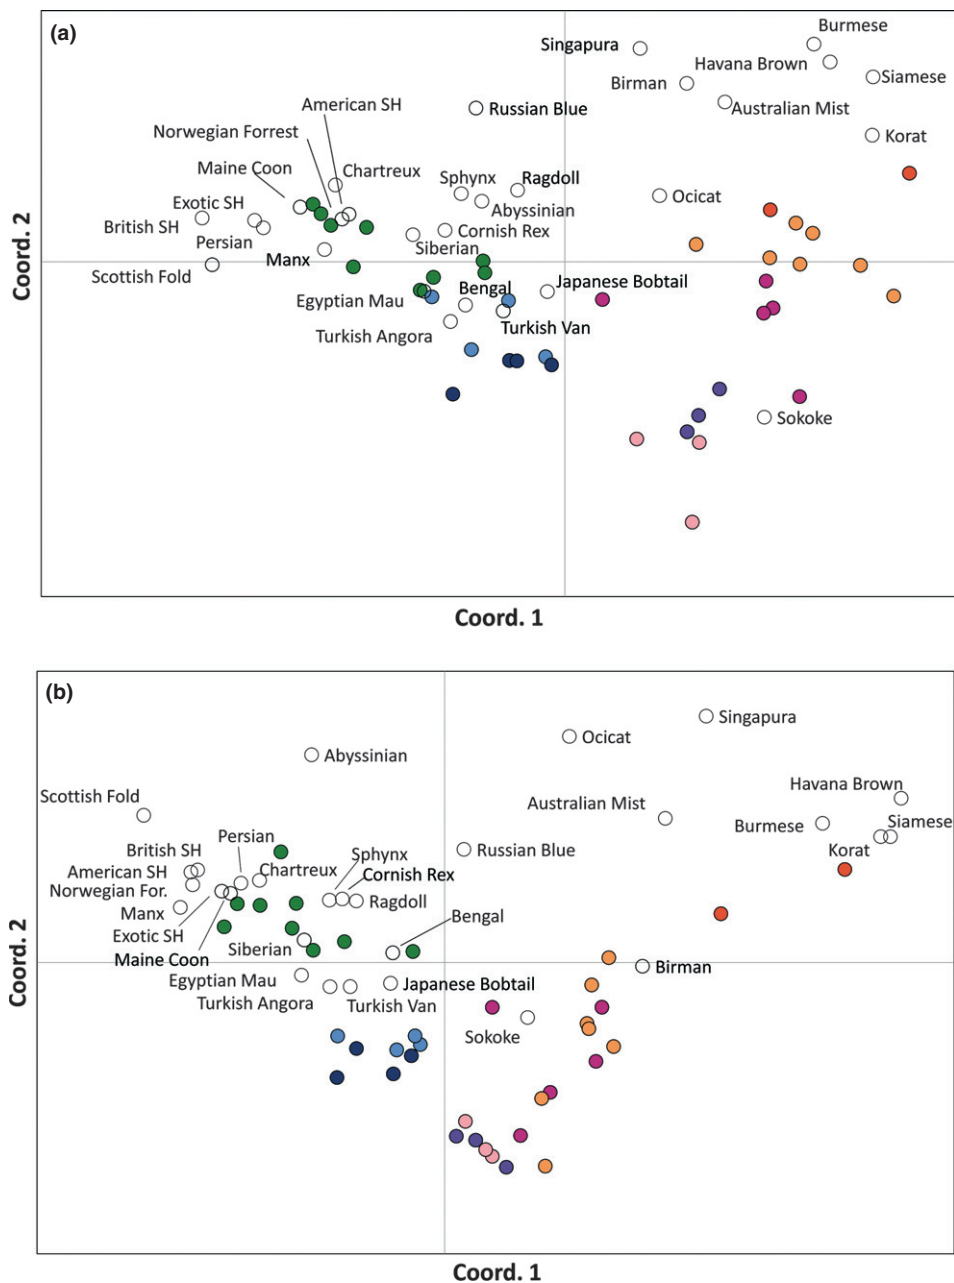 (a)
Burmese
Singapura
Havana Brown
Birman
Siamese
American SH
Australian Mist
Russian Blue
Norwegian Forrest
Korat
Maine Coon
Chartreux
Sphynx
Ragdoll
Exotic SH
Ocicat
Abyssinian
British SH
Cornish Rex
Persian
Siberian
Manx
Scottish Fold
Japanese Bobtail
Bengal
Egyptian Mau
Turkish Van
Turkish Angora
Sokoke
Coord. 2
Coord. 1
(b)
Singapura
Ocicat
Abyssinian
Havana Brown
Scottish Fold
Australian Mist
Burmese
Siamese
Persian
British SH
Sphynx
Russian Blue
Korat
American SH
Chartreux
Cornish Rex
Norwegian For.
Ragdoll
Manx
Bengal
Exotic SH
Siberian
Maine Coon
Birman
Egyptian Mau
Japanese Bobtail
Turkish Angora
Turkish Van
Sokoke
Coord. 2
Coord. 1